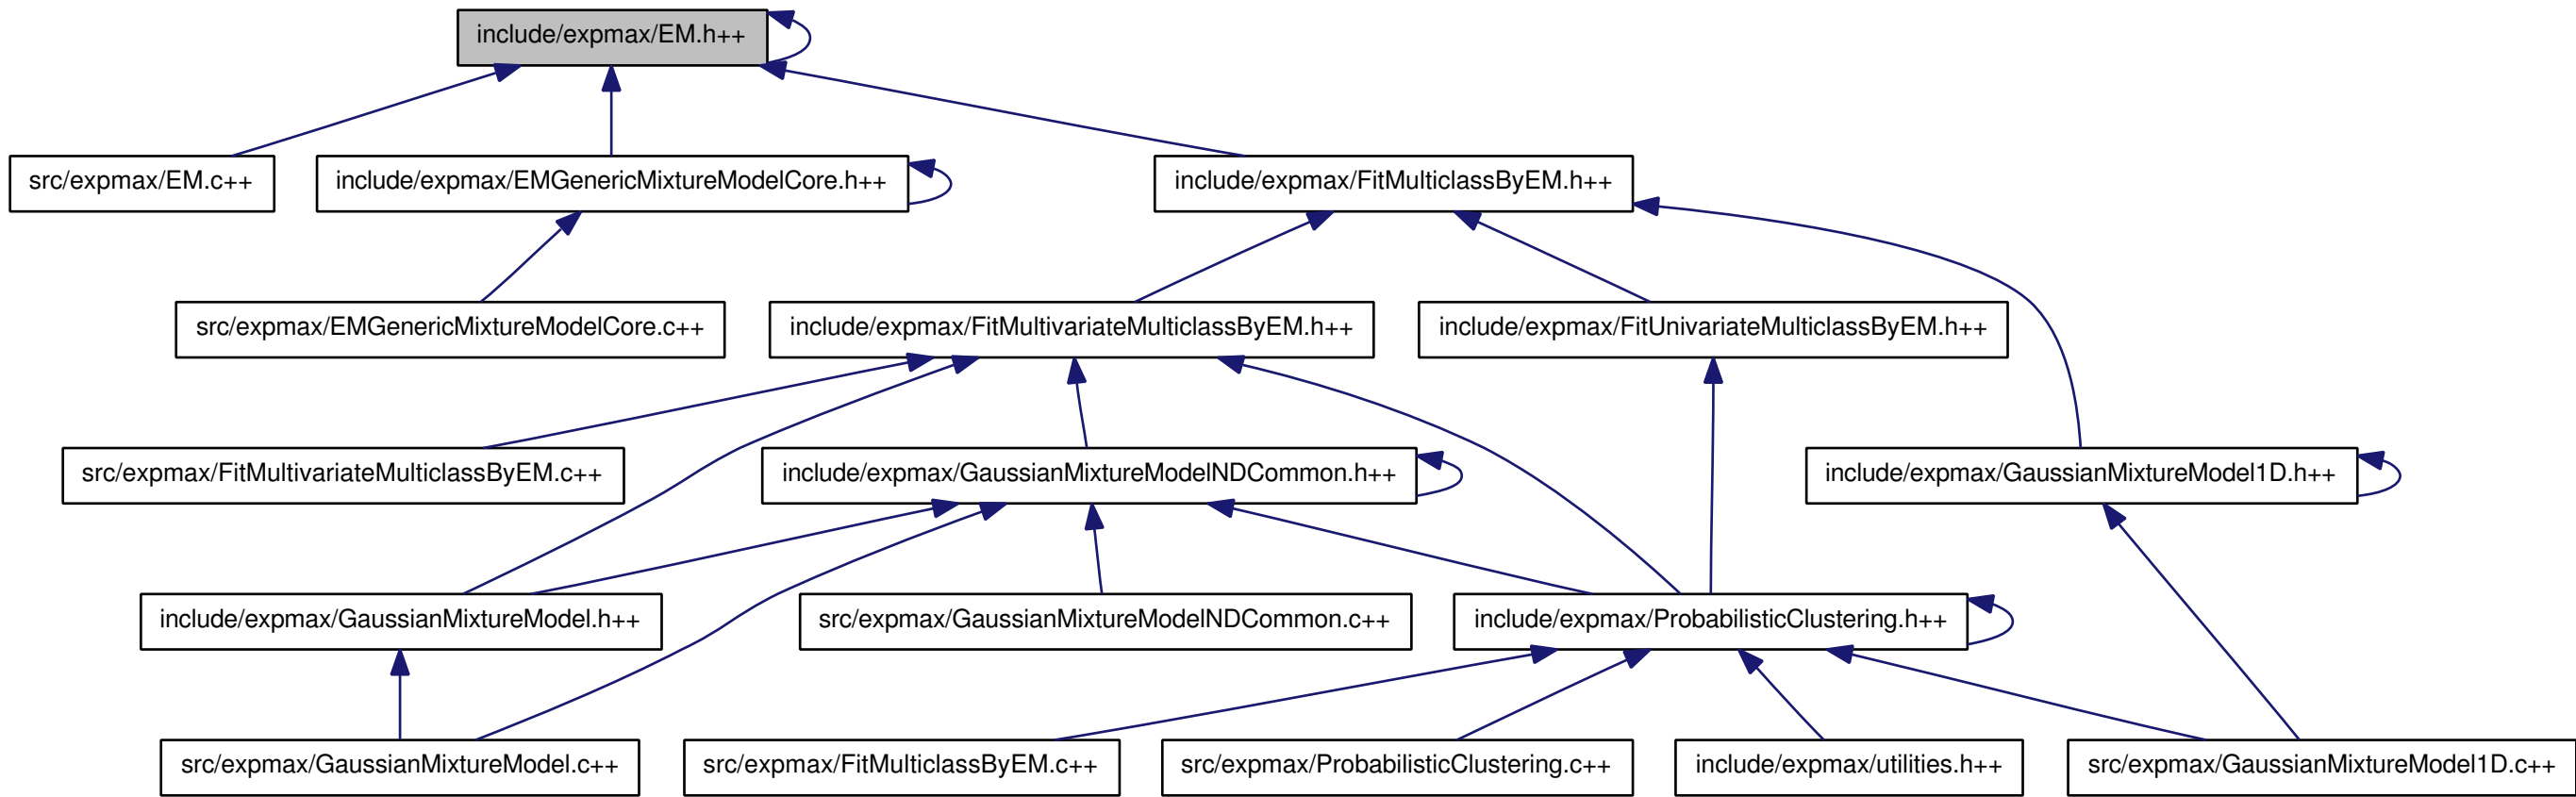 include/expmax/EM.h++
src/expmax/EM.c++
include/expmax/EMGenericMixtureModelCore.h++
include/expmax/FitMulticlassByEM.h++
src/expmax/EMGenericMixtureModelCore.c++
include/expmax/FitMultivariateMulticlassByEM.h++
include/expmax/FitUnivariateMulticlassByEM.h++
src/expmax/FitMultivariateMulticlassByEM.c++
include/expmax/GaussianMixtureModelNDCommon.h++
include/expmax/GaussianMixtureModel1D.h++
include/expmax/GaussianMixtureModel.h++
src/expmax/GaussianMixtureModelNDCommon.c++
include/expmax/ProbabilisticClustering.h++
src/expmax/GaussianMixtureModel.c++
src/expmax/FitMulticlassByEM.c++
src/expmax/ProbabilisticClustering.c++
include/expmax/utilities.h++
src/expmax/GaussianMixtureModel1D.c++